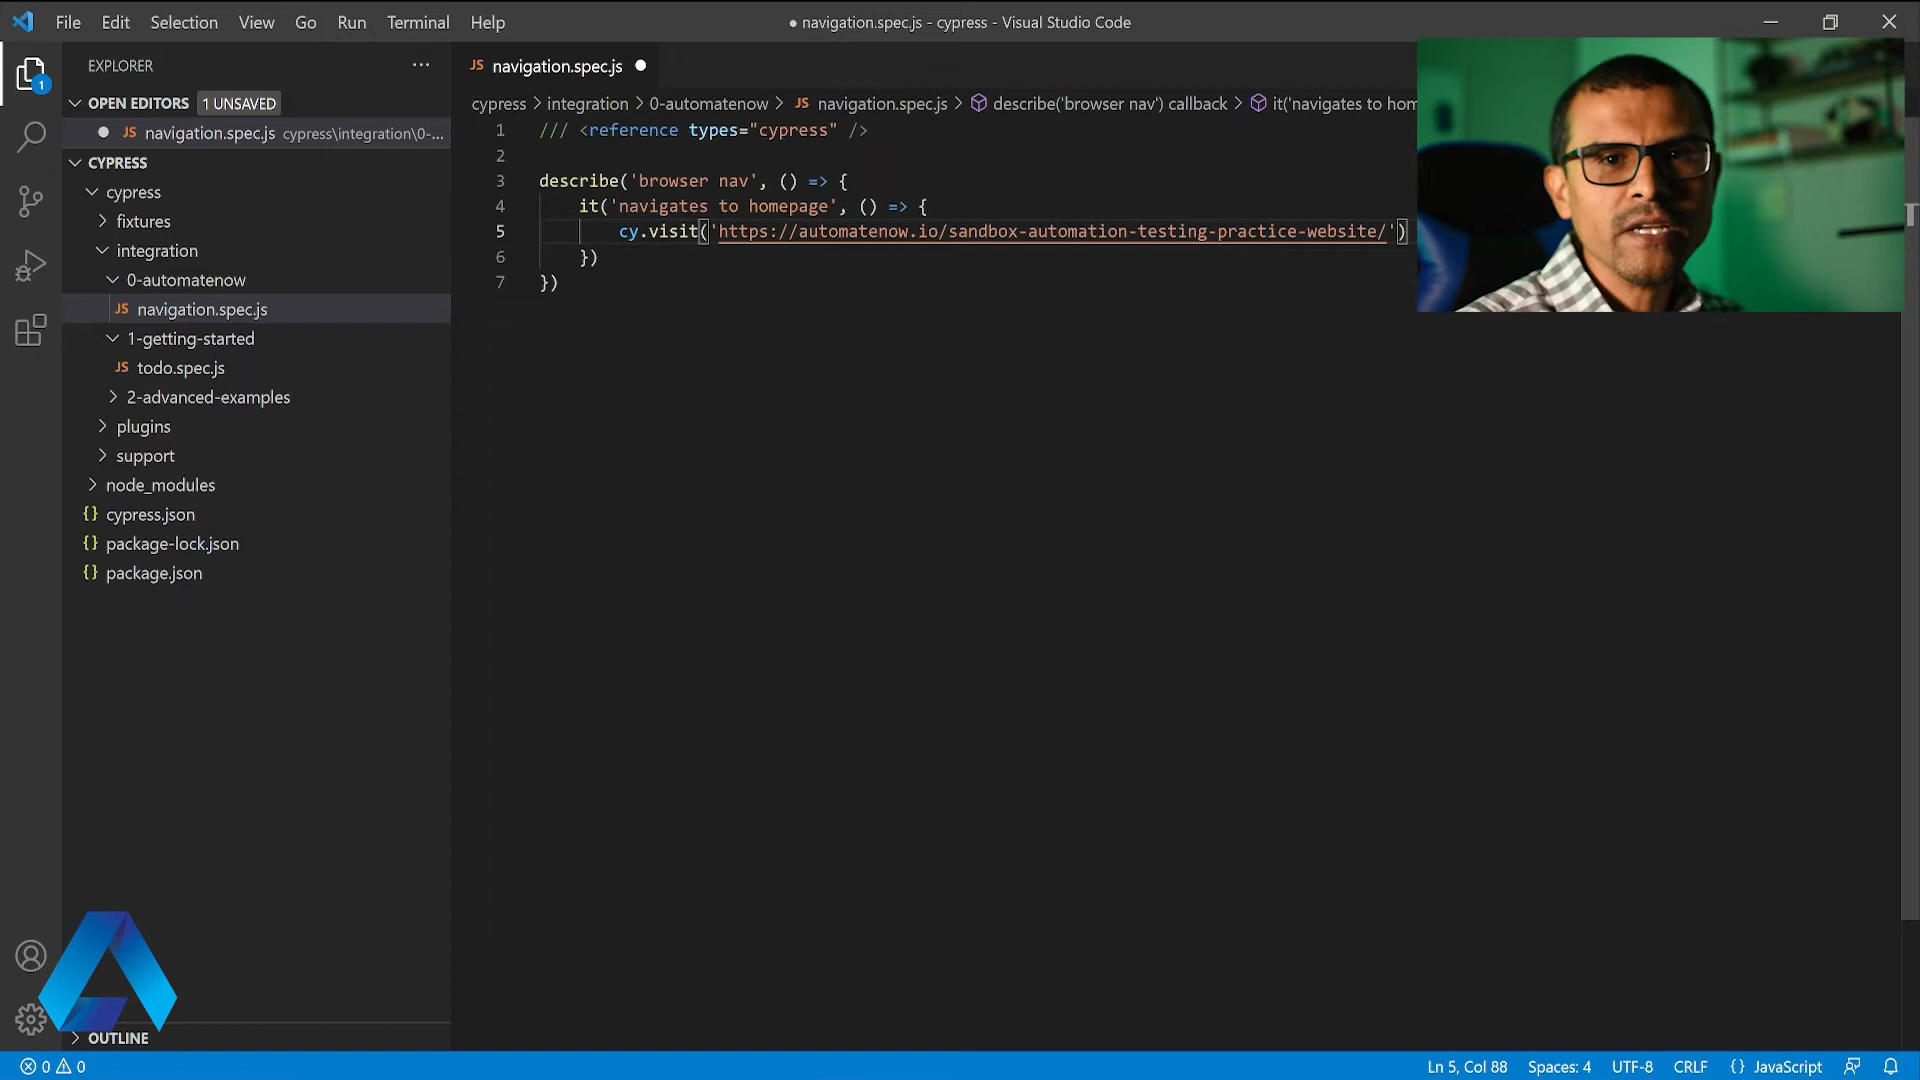 File Edit Selection View Go Run Terminal Help
● navigation.spec.js - cypress - Visual Studio Code
EXPLORER
OPEN EDITORS 1 UNSAVED
JS navigation.spec.js cypress\integration\0-...
CYPRESS
cypress
fixtures
integration
0-automatenow
JS navigation.spec.js
1-getting-started
JS todo.spec.js
2-advanced-examples
plugins
support
node_modules
{} cypress.json
{} package-lock.json
{} package.json
OUTLINE
1
JS navigation.spec.js
cypress > integration > 0-automatenow > JS navigation.spec.js > describe('browser nav') callback > it('navigates to hom
1 /// <reference types="cypress" />
2
3 describe('browser nav', () => {
4 it('navigates to homepage', () => {
5 cy.visit('https://automatenow.io/sandbox-automation-testing-practice-website/')
6 })
7 })
0 0
Ln 5, Col 88 Spaces: 4 UTF-8 CRLF {} JavaScript